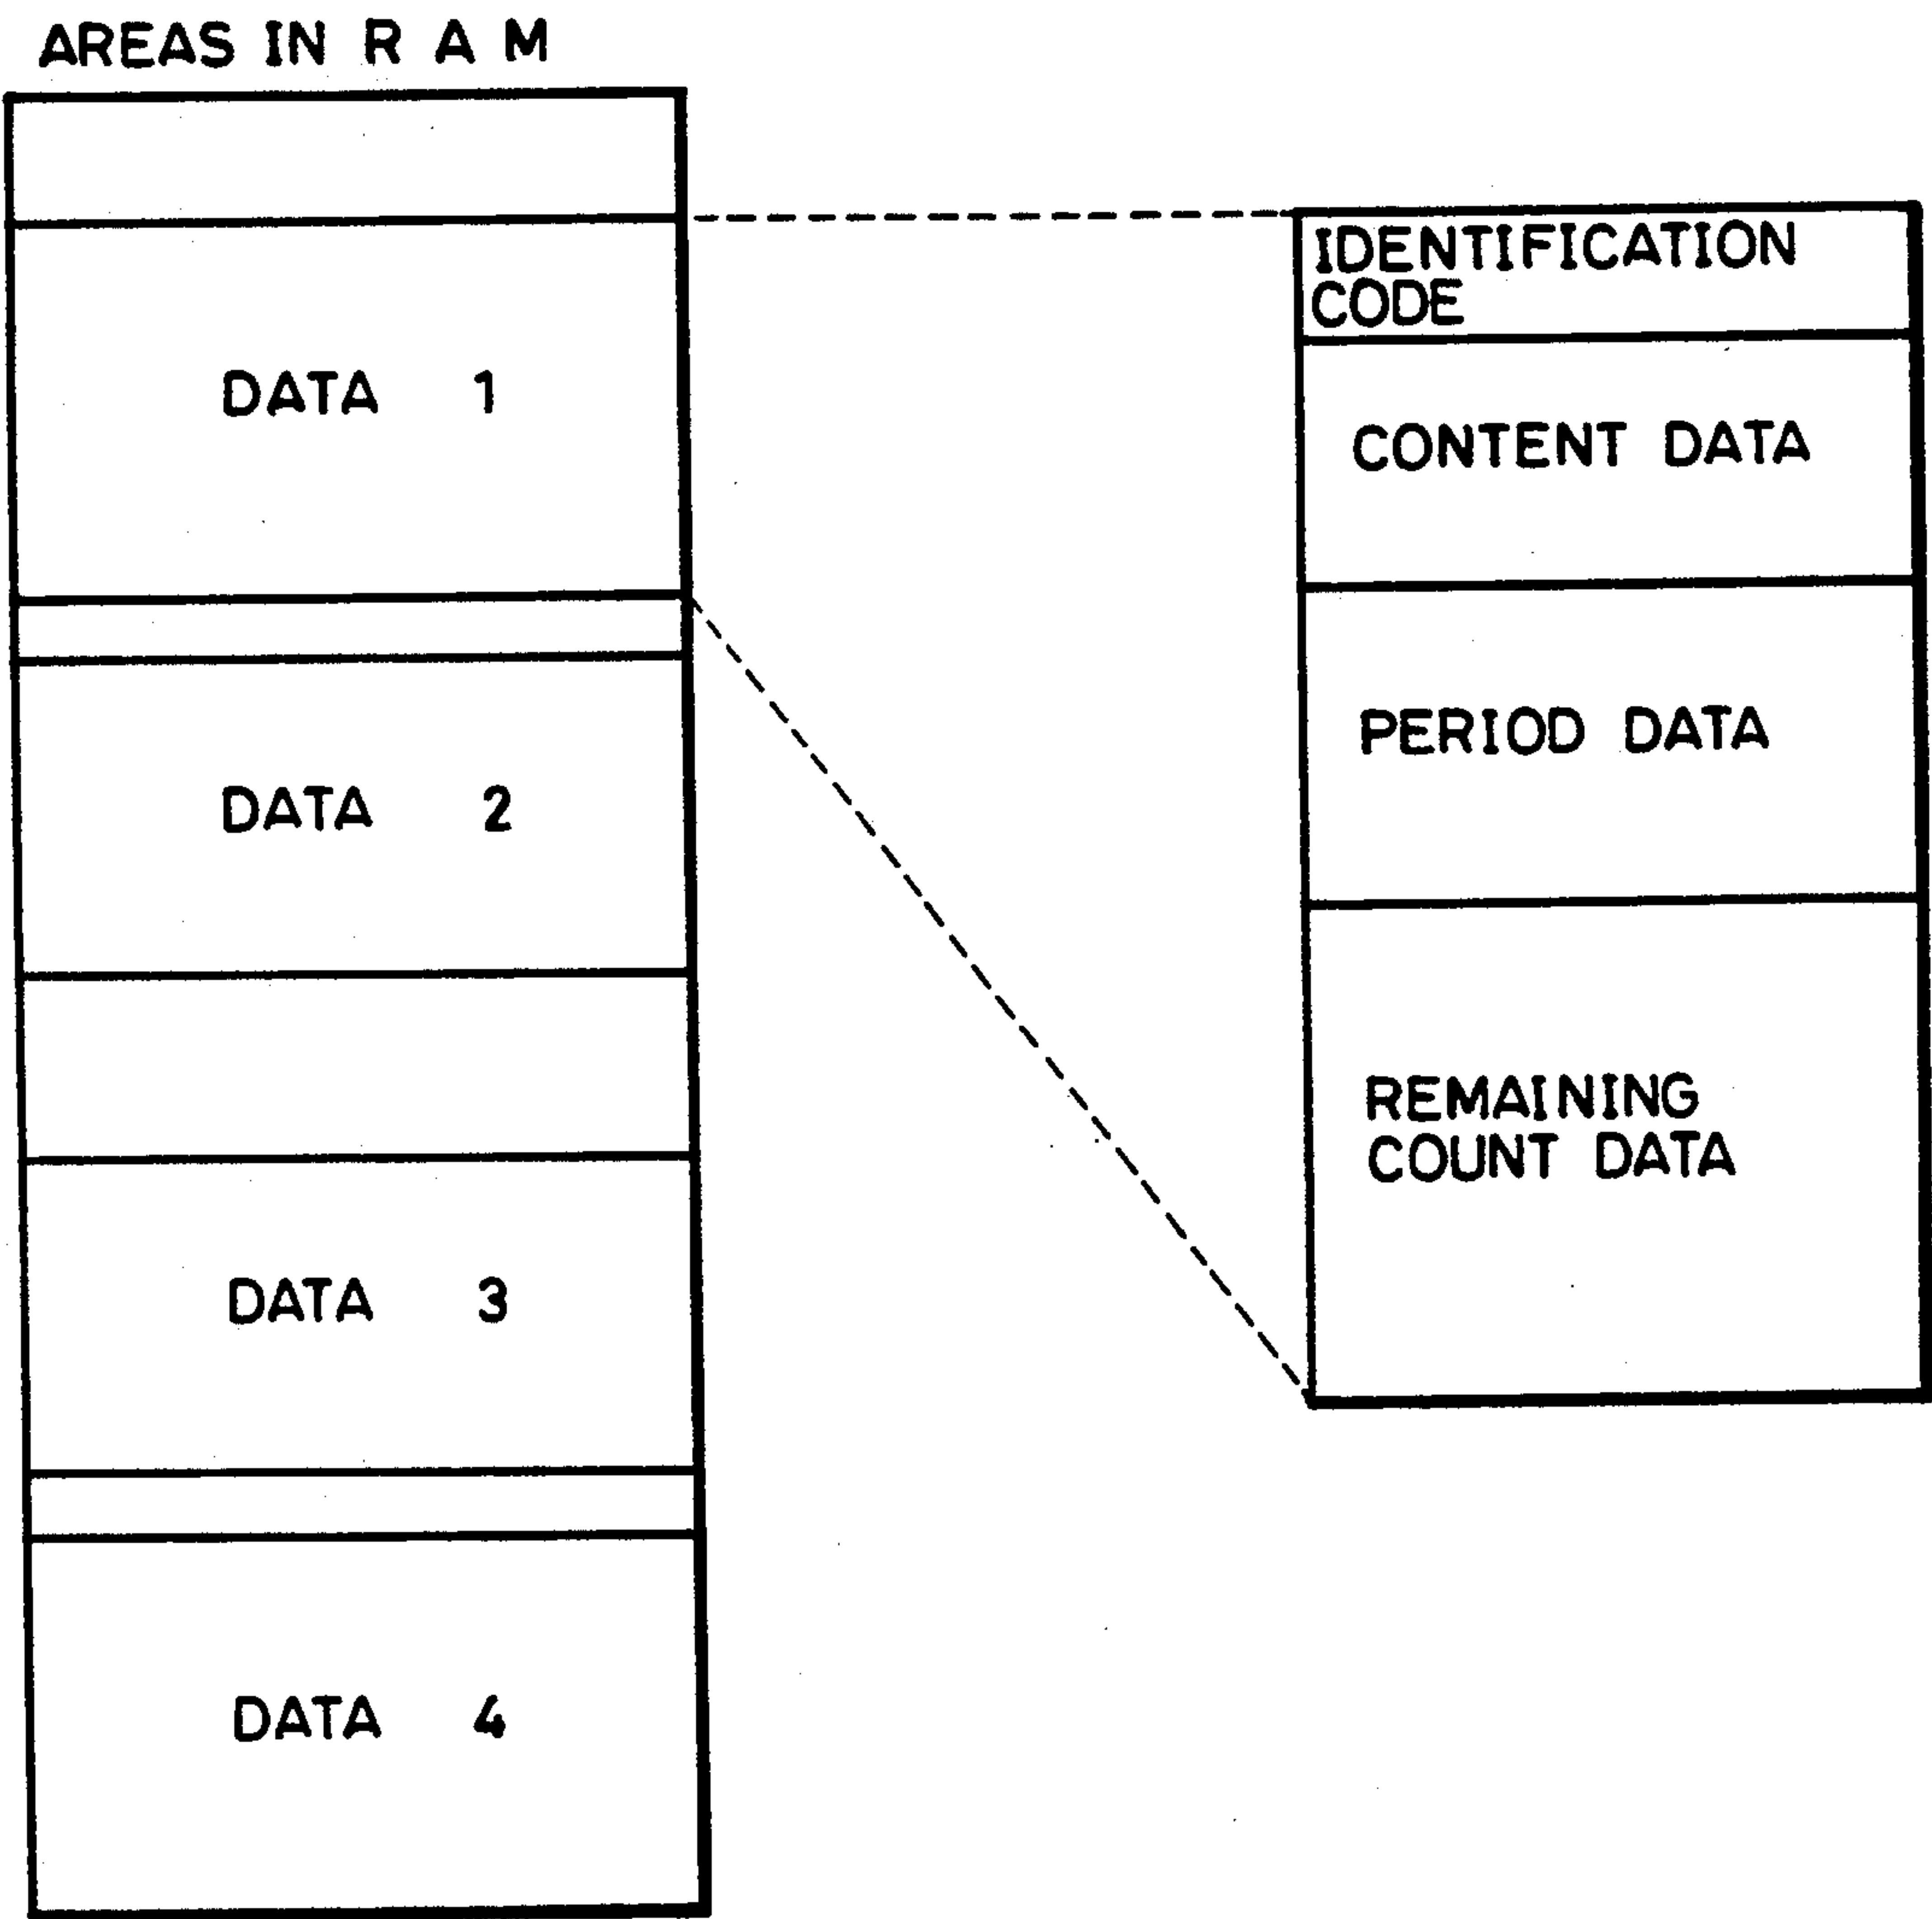 AREAS IN R A M
DATA 1
DATA 2
DATA 3
DATA 4
IDENTIFICATION
CODE
CONTENT DATA
PERIOD DATA
REMAINING
COUNT DATA